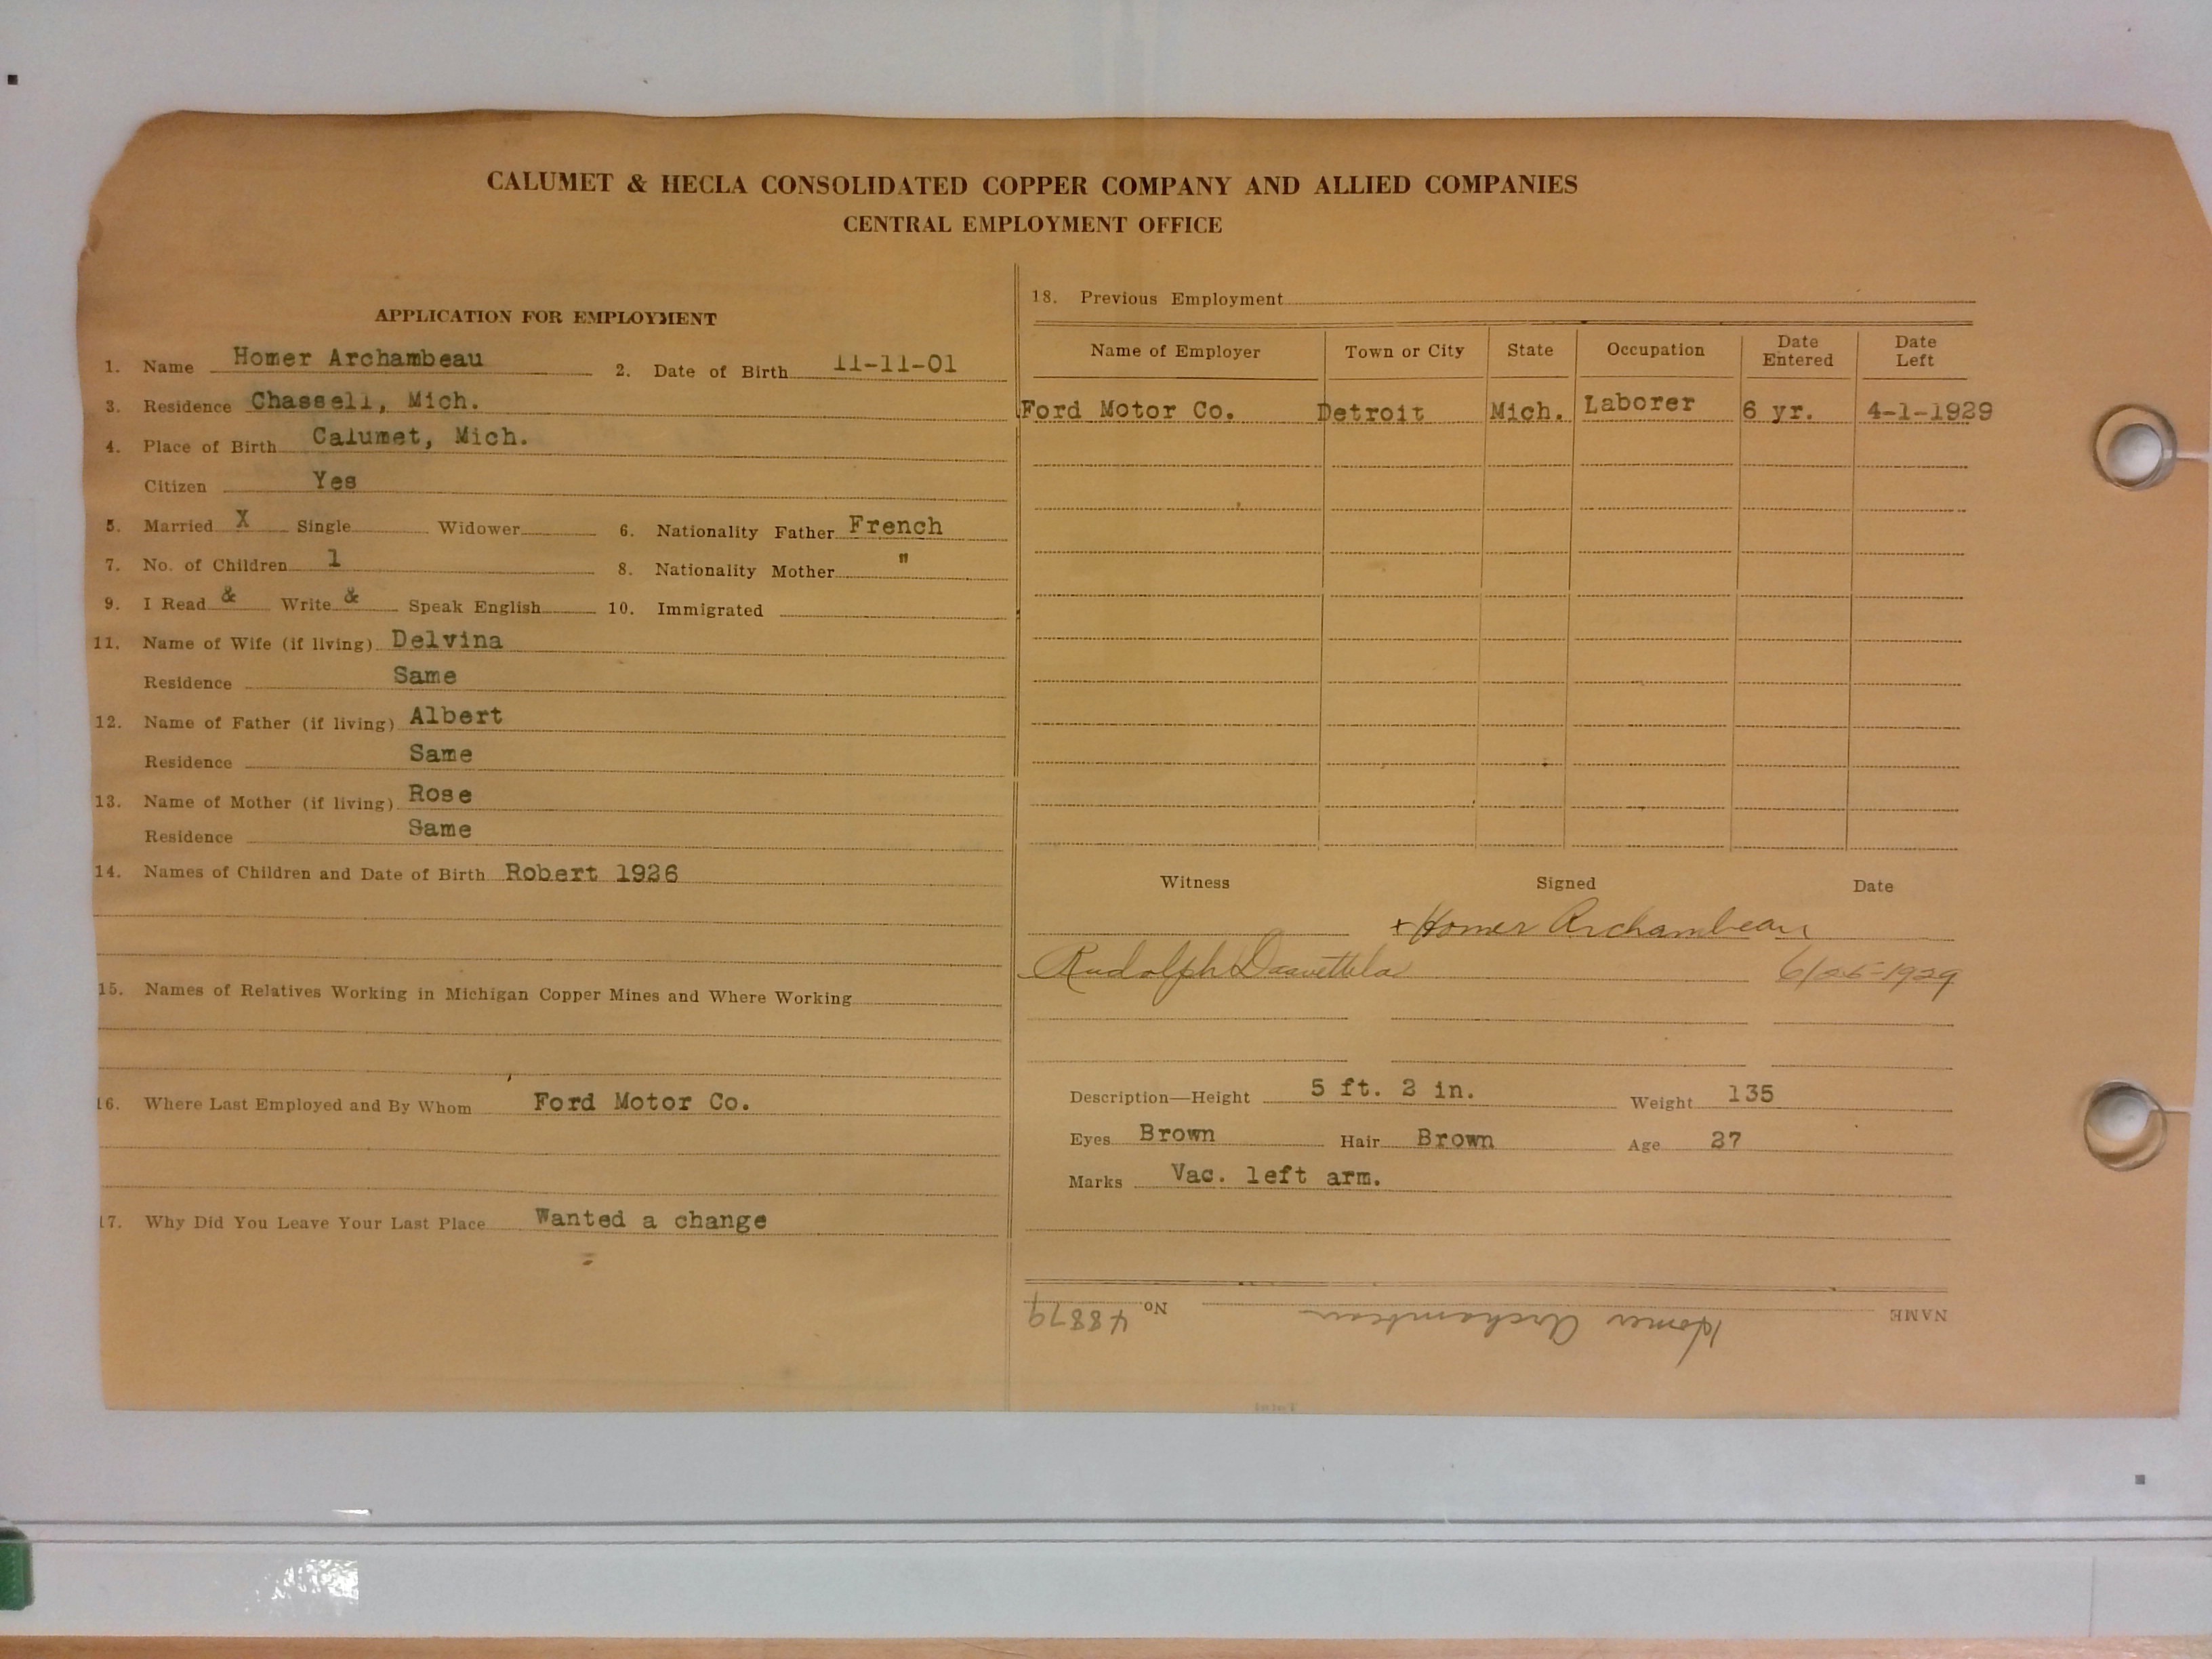 CALUMET & HECLA CONSOLIDATED COPPER COMPANY AND ALLIED COMPANIES
CENTRAL EMPLOYMENT OFFICE
APPLICATION FOR EMPLOYMENT
1. Name Homer Archambeau 2. Date of Birth 11-11-01
3. Residence Chassell, Mich.
4. Place of Birth Calumet, Mich.
Citizen Yes
5. Married X Single Widower 6. Nationality Father French
7. No. of Children 1 8. Nationality Mother "
9. I Read & Write & Speak English 10. Immigrated
11. Name of Wife (if living) Delvina
Residence Same
12. Name of Father (if living) Albert
Residence Same
13. Name of Mother (if living) Rose
Residence Same
14. Names of Children and Date of Birth Robert 1926
15. Names of Relatives Working in Michigan Copper Mines and Where Working
16. Where Last Employed and By Whom Ford Motor Co.
17. Why Did You Leave Your Last Place Wanted a change
18. Previous Employment
Name of Employer Town or City State Occupation Date Entered Date Left
Ford Motor Co. Detroit Mich. Laborer 6 yr. 4-1-1929
Witness Signed Date
+ Homer Archambeau
Rudolph 6/25-1929
Description—Height 5 ft. 2 in. Weight 135
Eyes Brown Hair Brown Age 27
Marks Vac. left arm.
NAME Homer Archambeau No. 48879